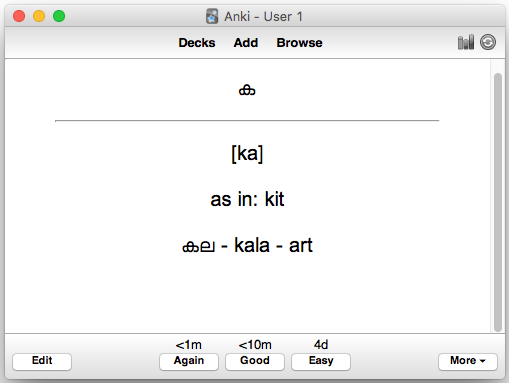 Anki - User 1
Decks Add Browse
ക
[ka]
as in: kit
കല - kala - art
<1m <10m 4d
Edit Again Good Easy More